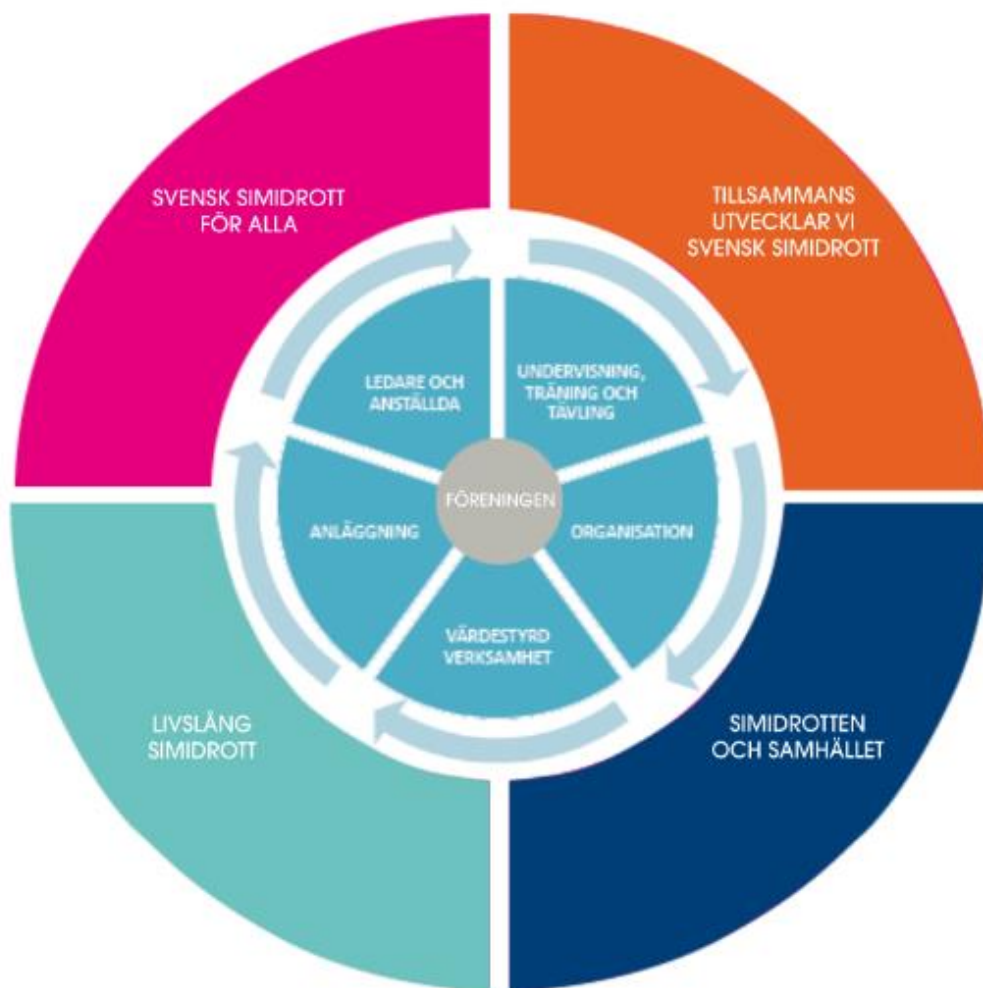 SVENSK SIMIDROTT
FÖR ALLA
TILLSAMMANS
UTVECKLAR VI
SVENSK SIMIDROTT
LEDARE OCH
ANSTÄLLDA
UNDERVISNING,
TRÄNING OCH
TÄVLING
FÖRENINGEN
ANLÄGGNING
ORGANISATION
VÄRDESTYRD
VERKSAMHET
LIVSLÅNG
SIMIDROTT
SIMIDROTTEN
OCH SAMHÄLLET